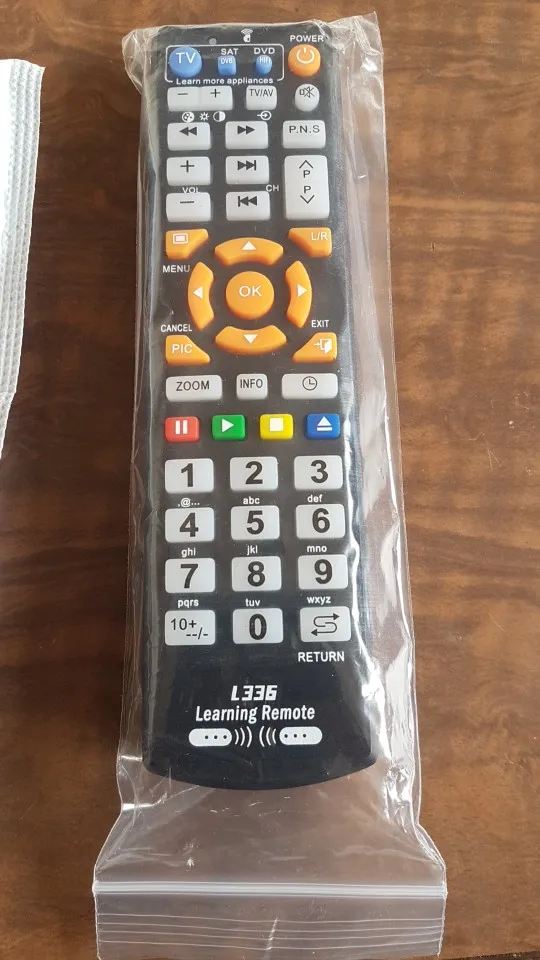 POWER
SAT DVD
TV DVB HIFI
Learn more appliances
- + TV/AV
P.N.S
+
VOL
-
CH
P
P
L/R
MENU
OK
CANCEL EXIT
PIC
ZOOM INFO
1 2 3
.@... abc def
4 5 6
ghi jkl mno
7 8 9
pqrs tuv wxyz
10+ --/- 0
RETURN
L336
Learning Remote